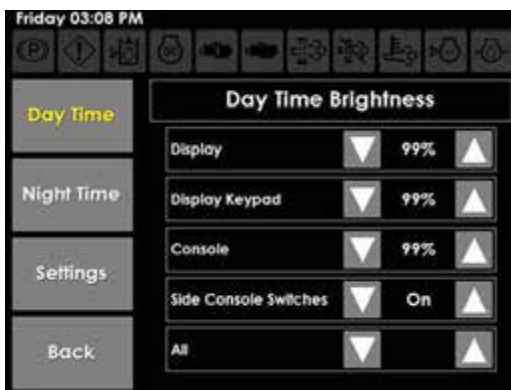 Friday 03:08 PM
Day Time
Night Time
Settings
Back
Day Time Brightness
Display 99%
Display Keypad 99%
Console 99%
Side Console Switches On
All